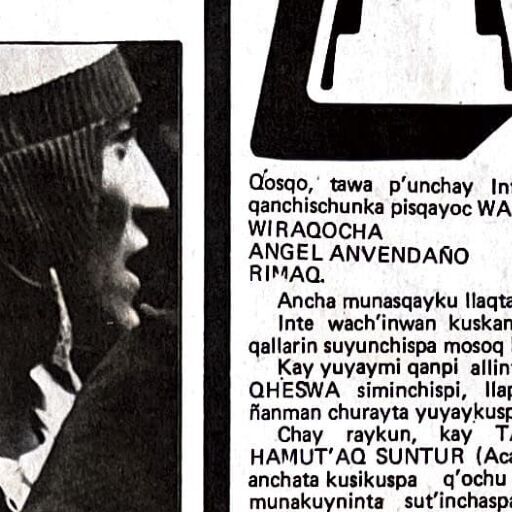 Q'osqo, tawa p'unchay Int
qanchischunka pisqayoc WA
WIRAQOCHA
ANGEL ANVENDAÑO
RIMAQ.
Ancha munasqayku llaqta
Inte wach'inwan kuskan
qallarin suyunchispa mosoq
Kay yuyaymi qanpi allin
QHESWA siminchispi, llap
ñanman churayta yuyaykusp
Chay raykun, kay TA
HAMUT'AQ SUNTUR (Aca
anchata kusikuspa q'ochu
munakuyninta sut'inchaspa